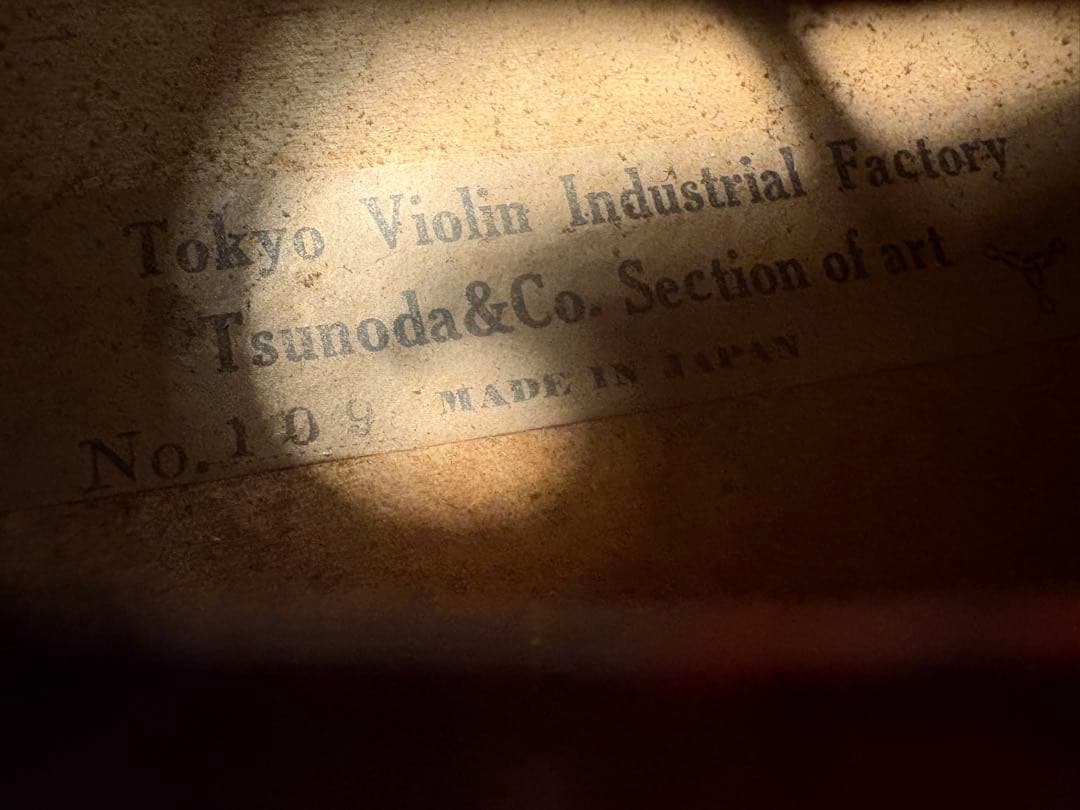 Tokyo Violin Industrial Factory
Tsunoda&Co. Section of art
MADE IN JAPAN
No. 109